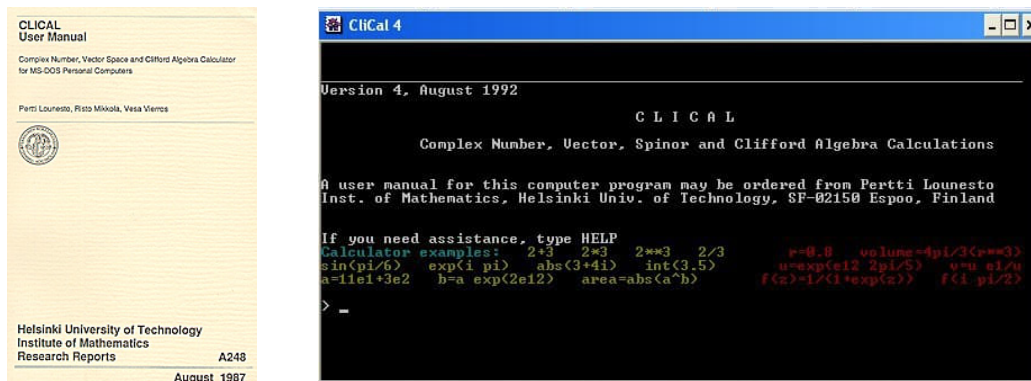 CLICAL
User Manual
Complex Number, Vector Space and Clifford Algebra Calculator
for MS-DOS Personal Computers
Pertti Lounesto, Risto Mikkola, Vesa Vierros
Helsinki University of Technology
Institute of Mathematics
Research Reports A248
August 1987
CliCal 4
Version 4, August 1992
C L I C A L
Complex Number, Vector, Spinor and Clifford Algebra Calculations
A user manual for this computer program may be ordered from Pertti Lounesto
Inst. of Mathematics, Helsinki Univ. of Technology, SF-02150 Espoo, Finland
If you need assistance, type HELP
Calculator examples: 2+3 2*3 2**3 2/3 r=0.8 volume=4pi/3(r**3)
sin(pi/6) exp(i pi) abs(3+4i) int(3.5) u=exp(e12 2pi/5) v=u e1/u
a=11e1+3e2 b=a exp(2e12) area=abs(a^b) f(z)=1/(1+exp(z)) f(i pi/2)
> _